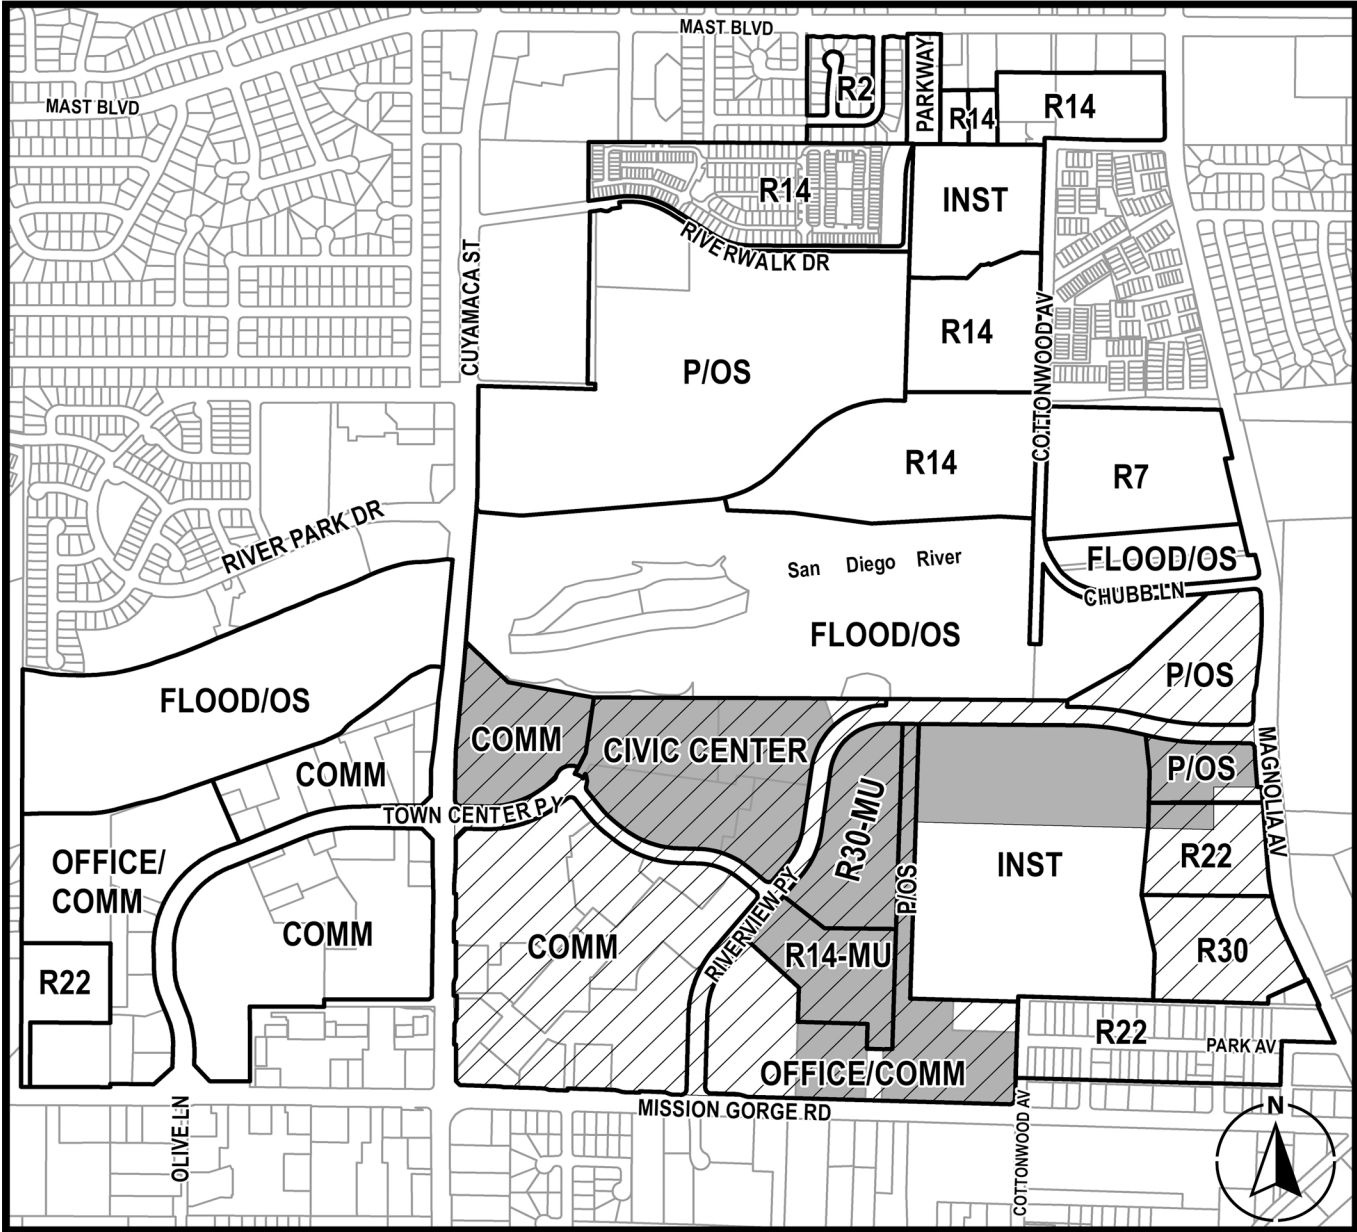 MAST BLVD
MAST BLVD
R2
PARKWAY
R14
R14
R14
INST
RIVERWALK DR
CUYAMACA ST
R14
COTTONWOOD AV
P/OS
R14
R7
RIVER PARK DR
San Diego River
FLOOD/OS
CHUBB LN
FLOOD/OS
P/OS
FLOOD/OS
COMM
CIVIC CENTER
MAGNOLIA AV
COMM
P/OS
TOWN CENTER PY
R30-MU
OFFICE/
COMM
P/OS
INST
R22
COMM
COMM
RIVERVIEW PY
R14-MU
R30
R22
R22
PARK AV
OFFICE/COMM
MISSION GORGE RD
OLIVE LN
COTTONWOOD AV
N